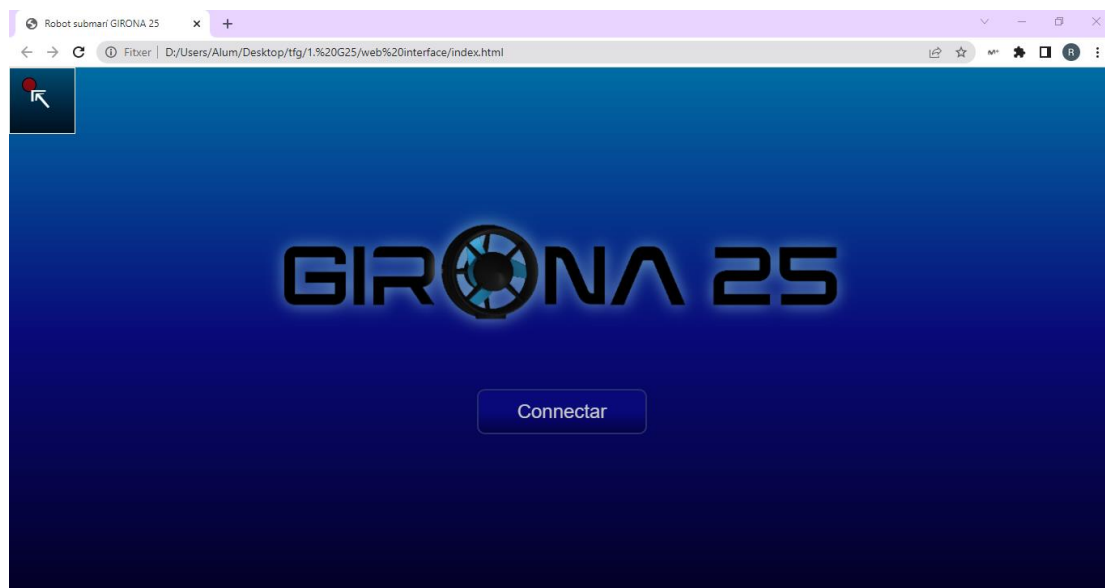 Robot submarí GIRONA 25
Fitxer | D:/Users/Alum/Desktop/tfg/1.%20G25/web%20interface/index.html
R
GIRONA 25
Connectar